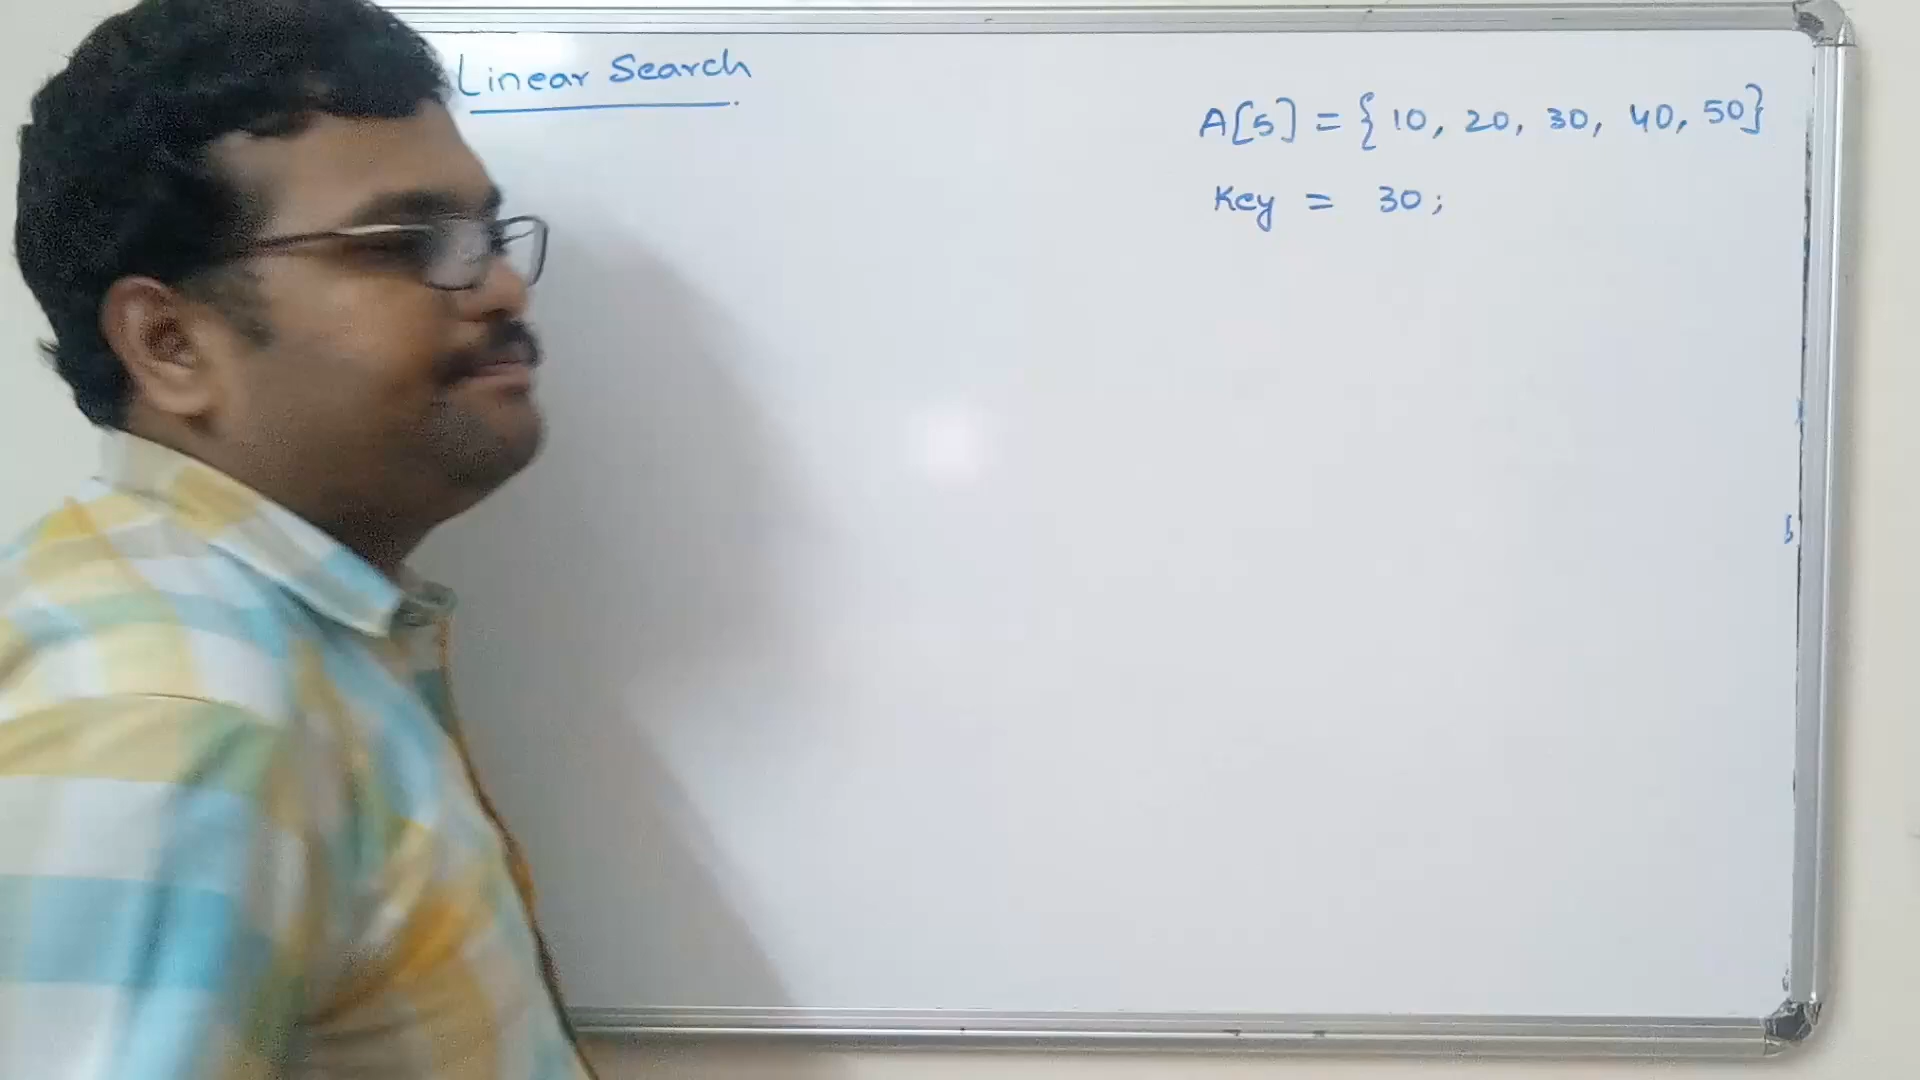 Linear Search
A[5] = { 10, 20, 30, 40, 50}
Key = 30;